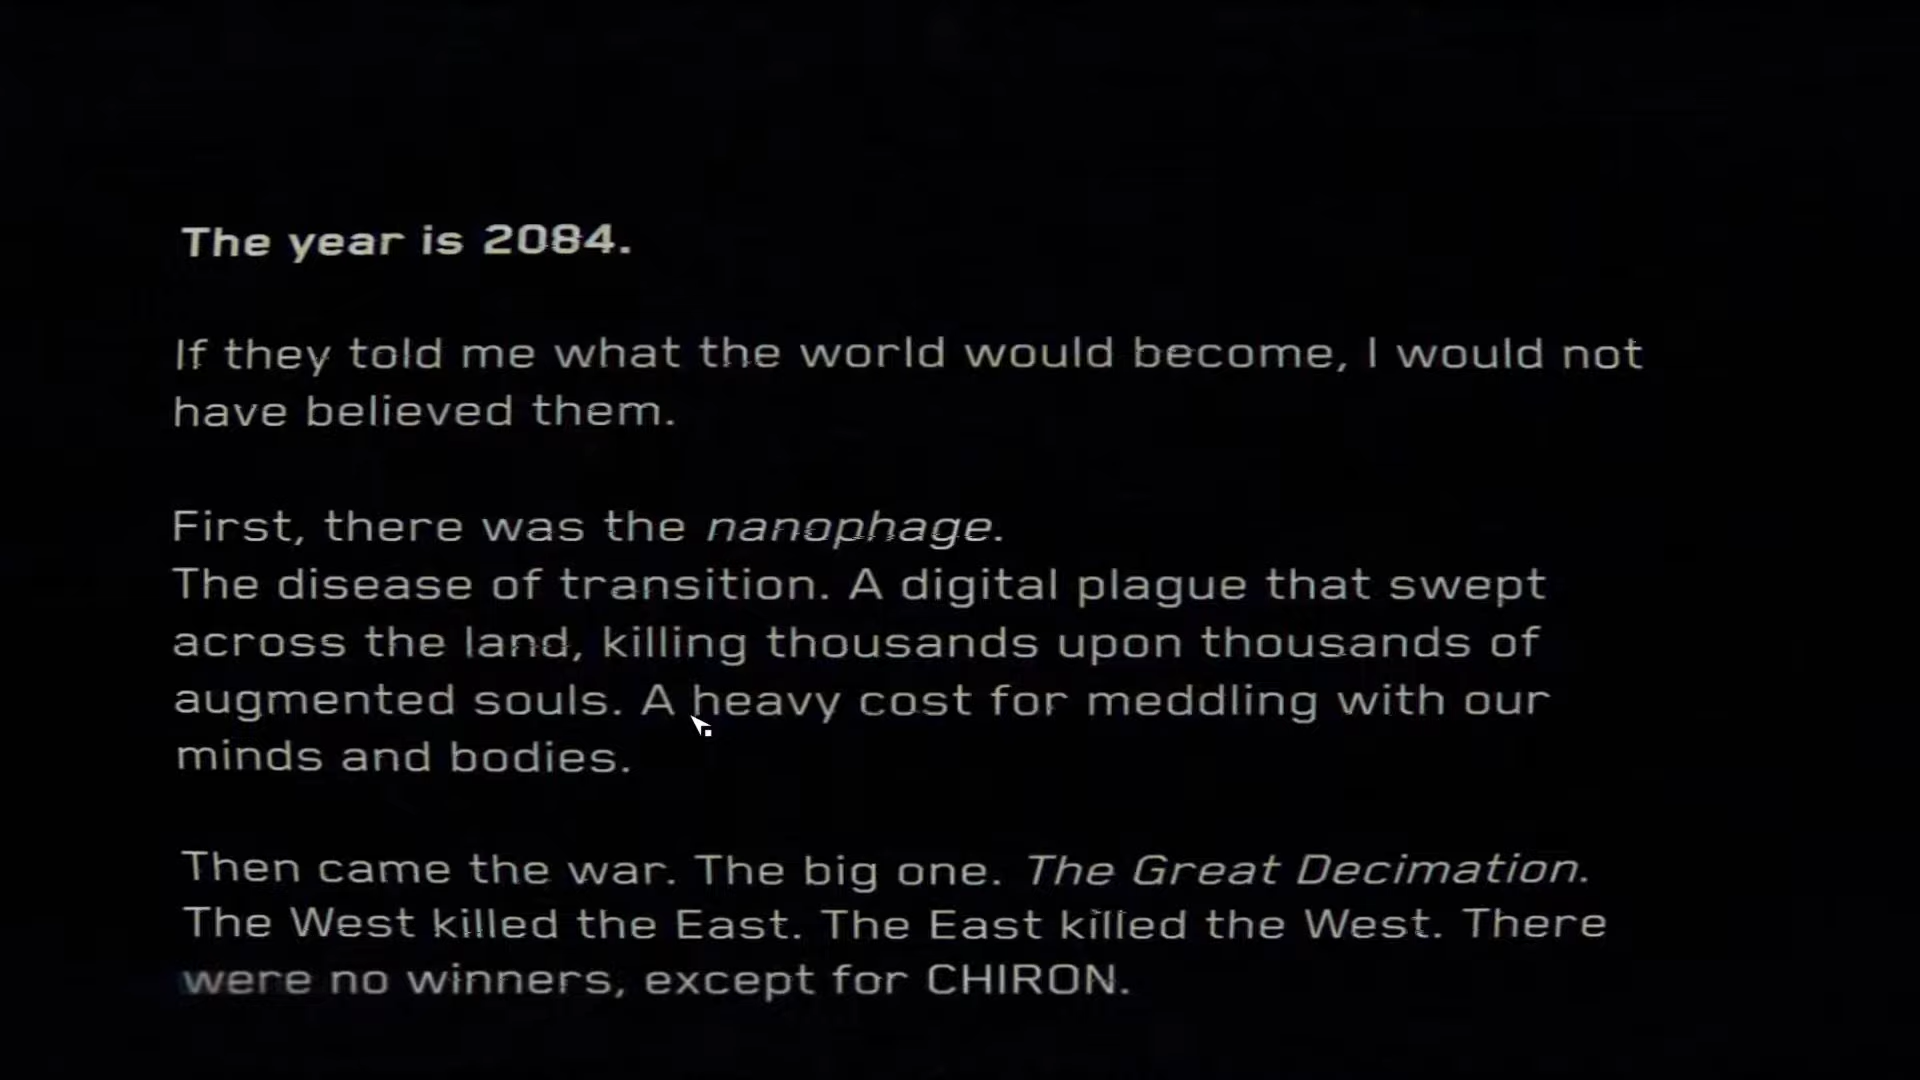 The year is 2084.
If they told me what the world would become, I would not
have believed them.
First, there was the nanophage.
The disease of transition. A digital plague that swept
across the land, killing thousands upon thousands of
augmented souls. A heavy cost for meddling with our
minds and bodies.
Then came the war. The big one. The Great Decimation.
The West killed the East. The East killed the West. There
were no winners, except for CHIRON.